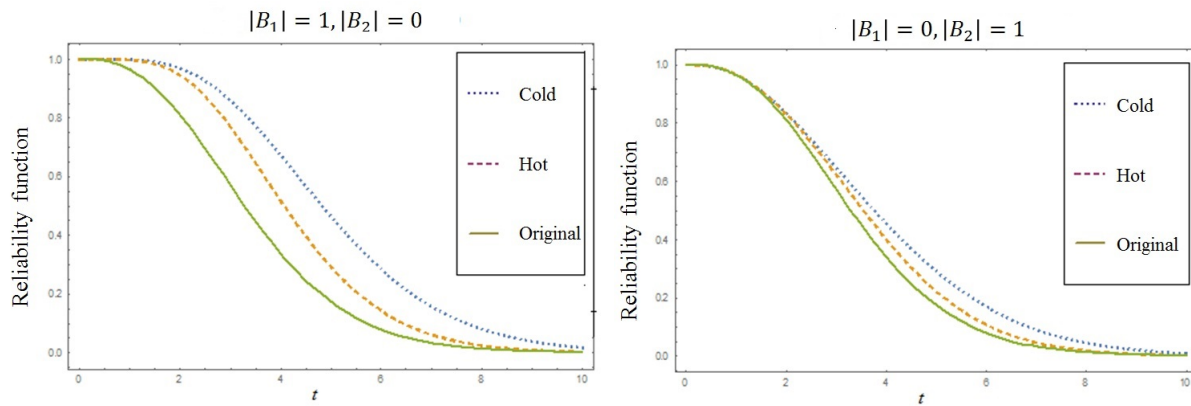 |B₁| = 1, |B₂| = 0
Reliability function
1.0
0.8
0.6
0.4
0.2
0.0
Cold
Hot
Original
0 2 4 6 8 10
t
|B₁| = 0, |B₂| = 1
Reliability function
1.0
0.8
0.6
0.4
0.2
0.0
Cold
Hot
Original
0 2 4 6 8 10
t